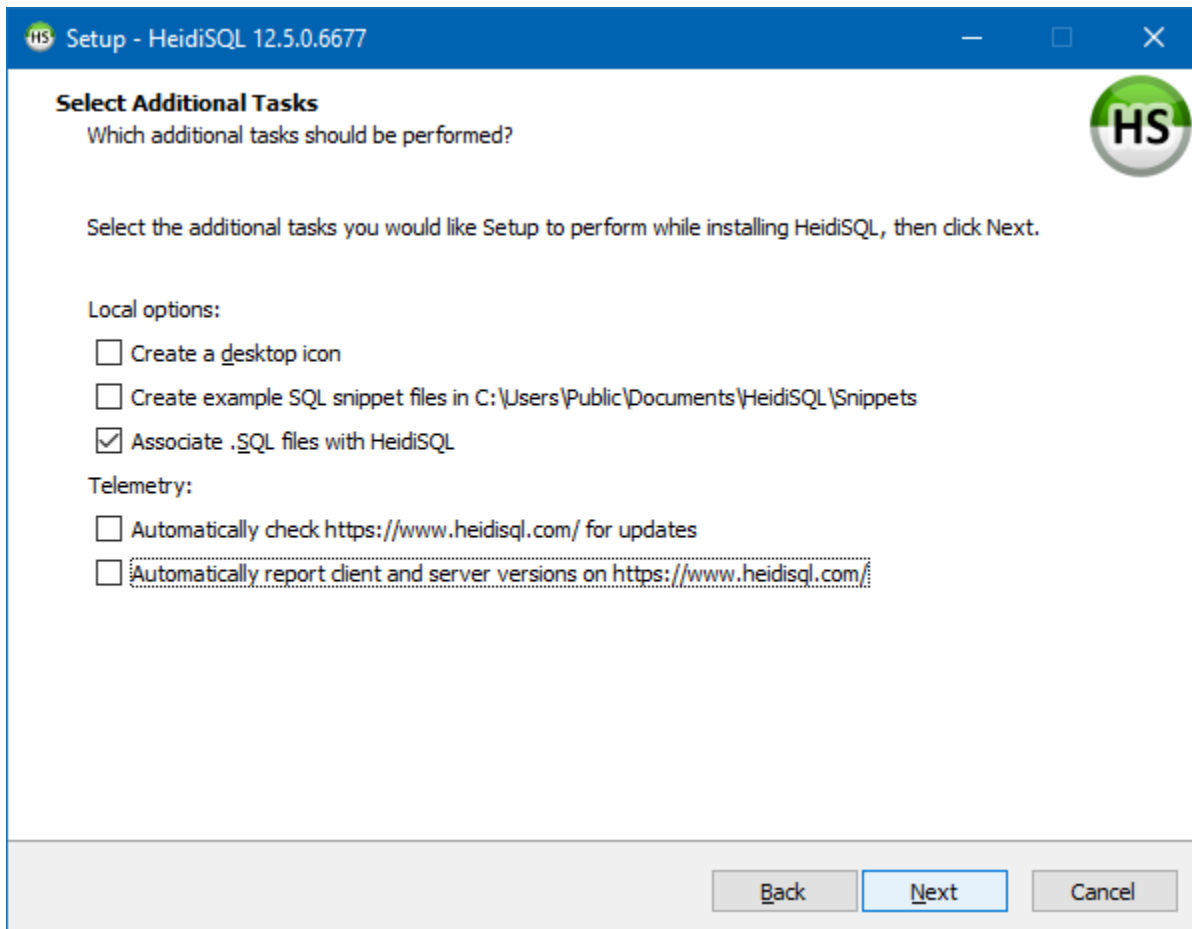 HS Setup - HeidiSQL 12.5.0.6677
Select Additional Tasks
Which additional tasks should be performed?
HS
Select the additional tasks you would like Setup to perform while installing HeidiSQL, then click Next.
Local options:
Create a desktop icon
Create example SQL snippet files in C:\Users\Public\Documents\HeidiSQL\Snippets
Associate .SQL files with HeidiSQL
Telemetry:
Automatically check https://www.heidisql.com/ for updates
Automatically report client and server versions on https://www.heidisql.com/
Back Next Cancel